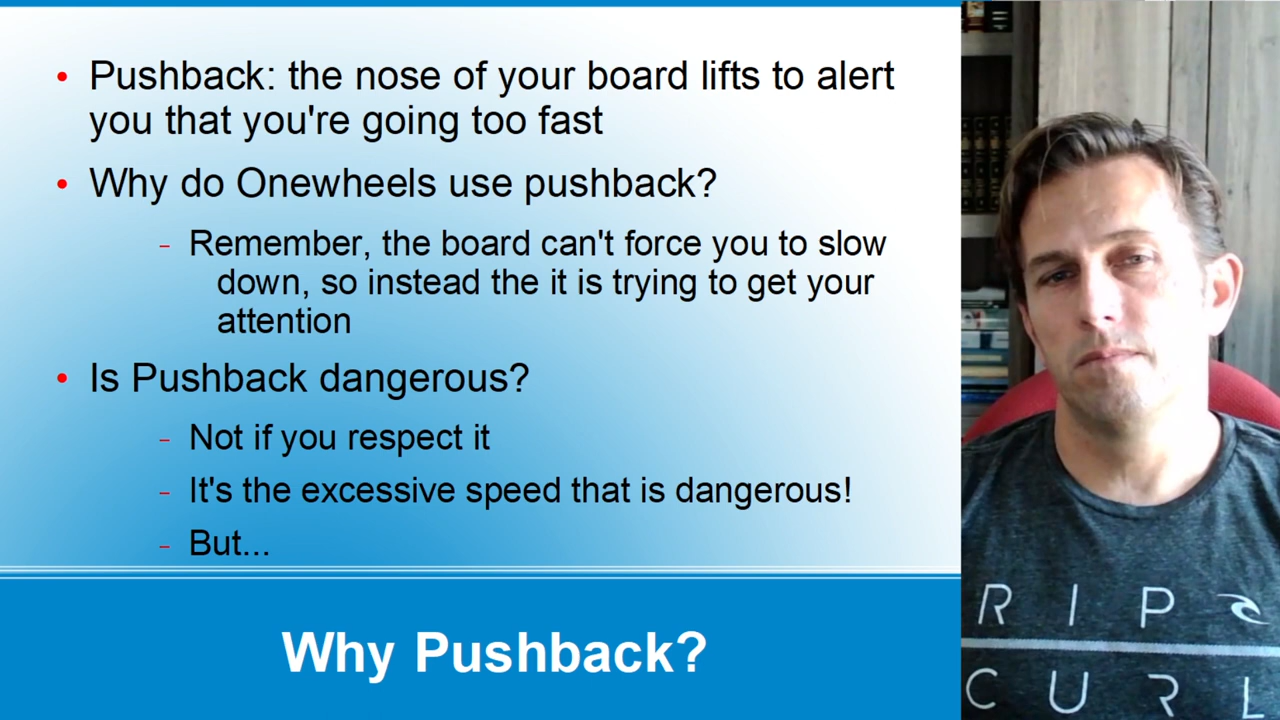 • Pushback: the nose of your board lifts to alert
you that you're going too fast
• Why do Onewheels use pushback?
– Remember, the board can't force you to slow
down, so instead the it is trying to get your
attention
• Is Pushback dangerous?
– Not if you respect it
– It's the excessive speed that is dangerous!
– But...
Why Pushback?
RIP
CURL